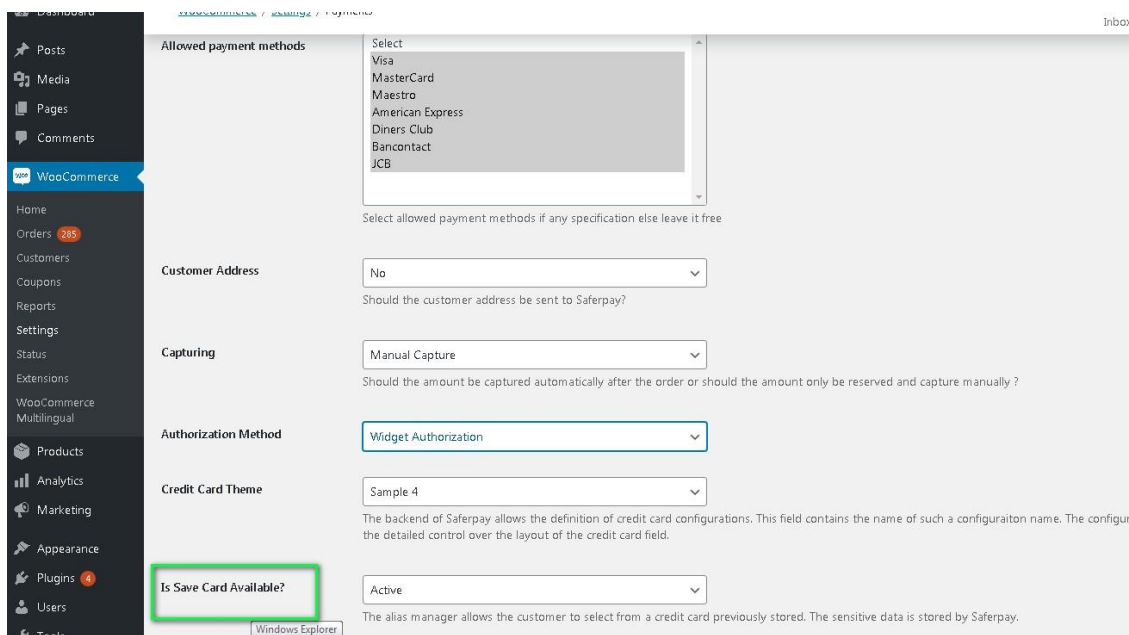 Dashboard
WooCommerce / Settings / Payments
Inbox
Posts
Media
Pages
Comments
WooCommerce
Home
Orders 285
Customers
Coupons
Reports
Settings
Status
Extensions
WooCommerce
Multilingual
Products
Analytics
Marketing
Appearance
Plugins 4
Users
Tools
Allowed payment methods
Select
Visa
MasterCard
Maestro
American Express
Diners Club
Bancontact
JCB
Select allowed payment methods if any specification else leave it free
Customer Address
No
Should the customer address be sent to Saferpay?
Capturing
Manual Capture
Should the amount be captured automatically after the order or should the amount only be reserved and capture manually ?
Authorization Method
Widget Authorization
Credit Card Theme
Sample 4
The backend of Saferpay allows the definition of credit card configurations. This field contains the name of such a configuraiton name. The configur
the detailed control over the layout of the credit card field.
Is Save Card Available?
Active
The alias manager allows the customer to select from a credit card previously stored. The sensitive data is stored by Saferpay.
Windows Explorer